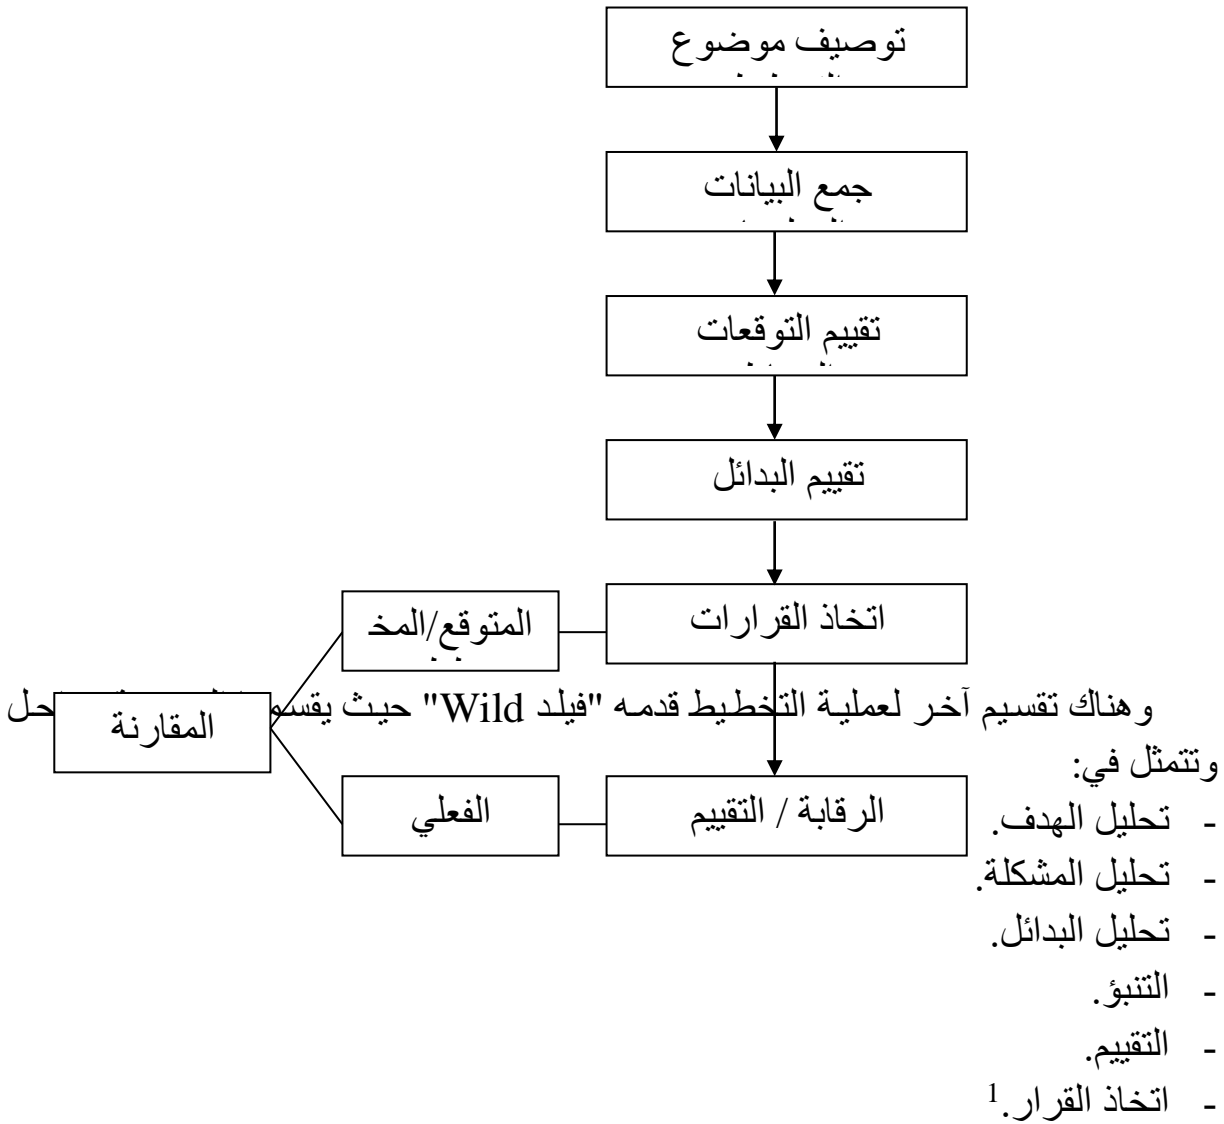 توصيف موضوع
جمع البيانات
تقييم التوقعات
تقييم البدائل
اتخاذ القرارات
المتوقع/المخ
وهناك تقسيم آخر لعملية التخطيط قدمه "فيلد Wild" حيث يقسم
المقارنة
وتتمثل في:
الفعلي
الرقابة / التقييم
- تحليل الهدف.
- تحليل المشكلة.
- تحليل البدائل.
- التنبؤ.
- التقييم.
- اتخاذ القرار.1